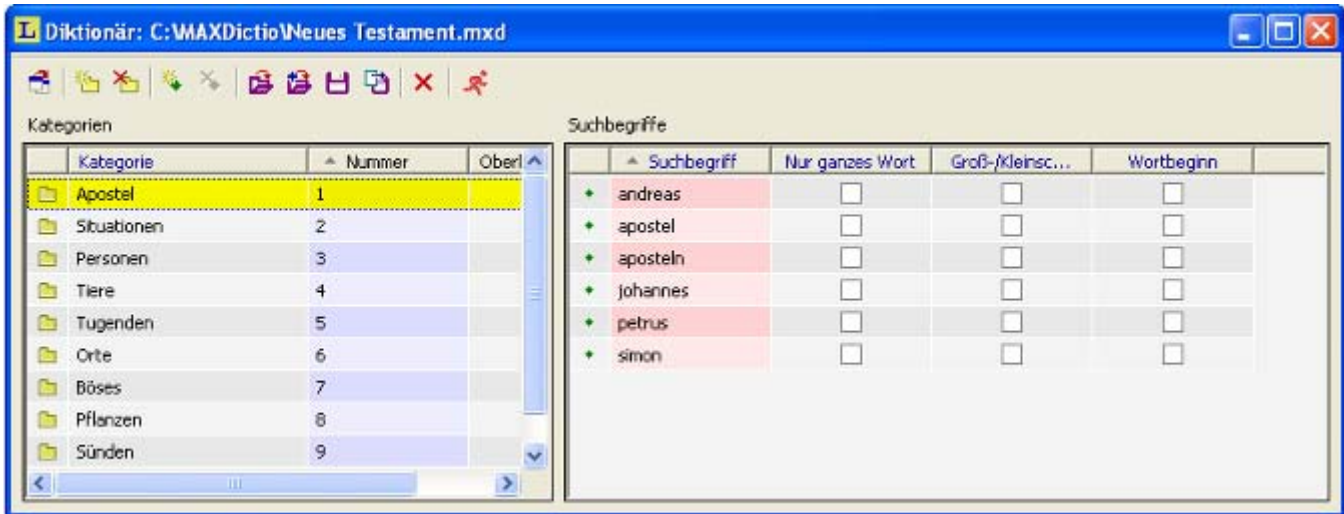 L Diktionär: C:\MAXDictio\Neues Testament.mxd
Kategorien
Kategorie Nummer Oberl
Apostel 1
Situationen 2
Personen 3
Tiere 4
Tugenden 5
Orte 6
Böses 7
Pflanzen 8
Sünden 9
Suchbegriffe
Suchbegriff Nur ganzes Wort Groß-/Kleinsc... Wortbeginn
andreas
apostel
aposteln
johannes
petrus
simon